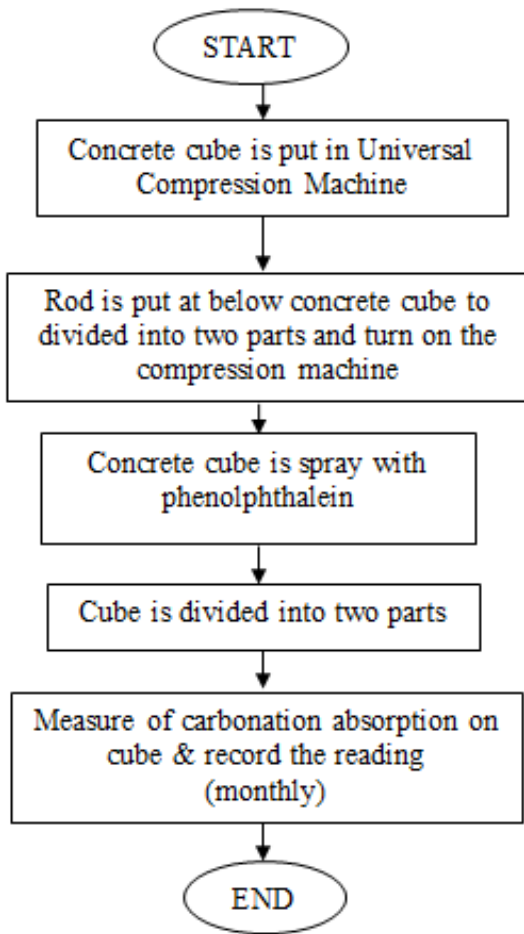 START
Concrete cube is put in Universal
Compression Machine
Rod is put at below concrete cube to
divided into two parts and turn on the
compression machine
Concrete cube is spray with
phenolphthalein
Cube is divided into two parts
Measure of carbonation absorption on
cube & record the reading
(monthly)
END